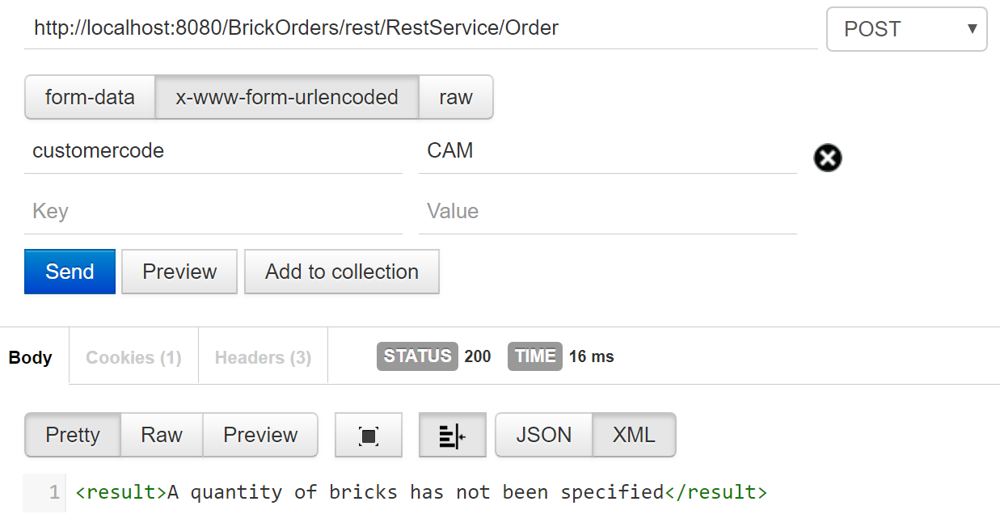 http://localhost:8080/BrickOrders/rest/RestService/Order POST
form-data x-www-form-urlencoded raw
customercode CAM
Key Value
Send Preview Add to collection
Body Cookies (1) Headers (3) STATUS 200 TIME 16 ms
Pretty Raw Preview JSON XML
1 <result>A quantity of bricks has not been specified</result>